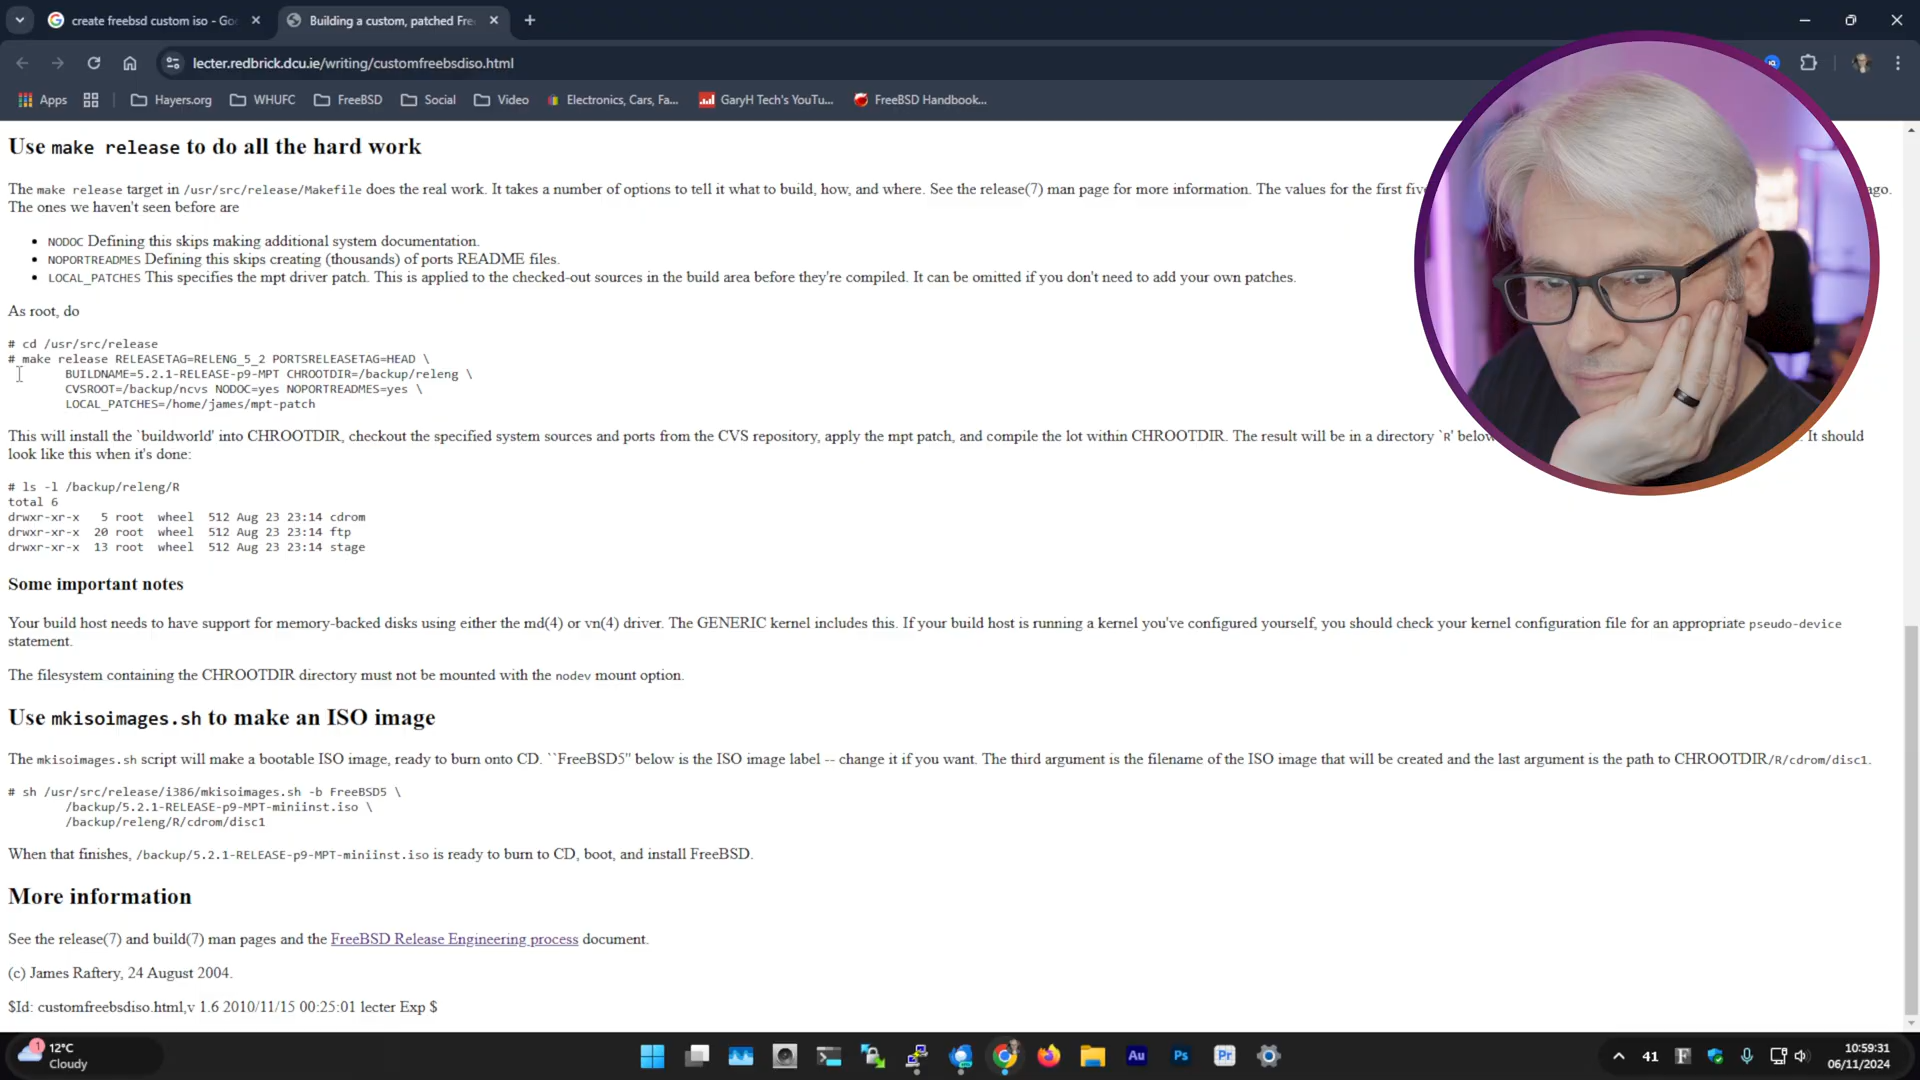 create freebsd custom iso - Goo
Building a custom, patched Fre
lecter.redbrick.dcu.ie/writing/customfreebsdiso.html
Apps
Hayers.org
WHUFC
FreeBSD
Social
Video
Electronics, Cars, Fa...
GaryH Tech's YouTu...
FreeBSD Handbook...
Use make release to do all the hard work
The make release target in /usr/src/release/Makefile does the real work. It takes a number of options to tell it what to build, how, and where. See the release(7) man page for more information. The values for the first five ago.
The ones we haven't seen before are
• NODOC Defining this skips making additional system documentation.
• NOPORTREADMES Defining this skips creating (thousands) of ports README files.
• LOCAL_PATCHES This specifies the mpt driver patch. This is applied to the checked-out sources in the build area before they're compiled. It can be omitted if you don't need to add your own patches.
As root, do
# cd /usr/src/release
# make release RELEASETAG=RELENG_5_2 PORTSRELEASETAG=HEAD \
BUILDNAME=5.2.1-RELEASE-p9-MPT CHROOTDIR=/backup/releng \
CVSROOT=/backup/ncvs NODOC=yes NOPORTREADMES=yes \
LOCAL_PATCHES=/home/james/mpt-patch
This will install the `buildworld' into CHROOTDIR, checkout the specified system sources and ports from the CVS repository, apply the mpt patch, and compile the lot within CHROOTDIR. The result will be in a directory `R' below It should
look like this when it's done:
# ls -l /backup/releng/R
total 6
drwxr-xr-x 5 root wheel 512 Aug 23 23:14 cdrom
drwxr-xr-x 20 root wheel 512 Aug 23 23:14 ftp
drwxr-xr-x 13 root wheel 512 Aug 23 23:14 stage
Some important notes
Your build host needs to have support for memory-backed disks using either the md(4) or vn(4) driver. The GENERIC kernel includes this. If your build host is running a kernel you've configured yourself, you should check your kernel configuration file for an appropriate pseudo-device
statement.
The filesystem containing the CHROOTDIR directory must not be mounted with the nodev mount option.
Use mkisoimages.sh to make an ISO image
The mkisoimages.sh script will make a bootable ISO image, ready to burn onto CD. ``FreeBSD5'' below is the ISO image label -- change it if you want. The third argument is the filename of the ISO image that will be created and the last argument is the path to CHROOTDIR/R/cdrom/disc1.
# sh /usr/src/release/i386/mkisoimages.sh -b FreeBSD5 \
/backup/5.2.1-RELEASE-p9-MPT-miniinst.iso \
/backup/releng/R/cdrom/disc1
When that finishes, /backup/5.2.1-RELEASE-p9-MPT-miniinst.iso is ready to burn to CD, boot, and install FreeBSD.
More information
See the release(7) and build(7) man pages and the FreeBSD Release Engineering process document.
(c) James Raftery, 24 August 2004.
$Id: customfreebsdiso.html,v 1.6 2010/11/15 00:25:01 lecter Exp $
1
12°C
Cloudy
Au
Ps
Pr
41
10:59:31
06/11/2024